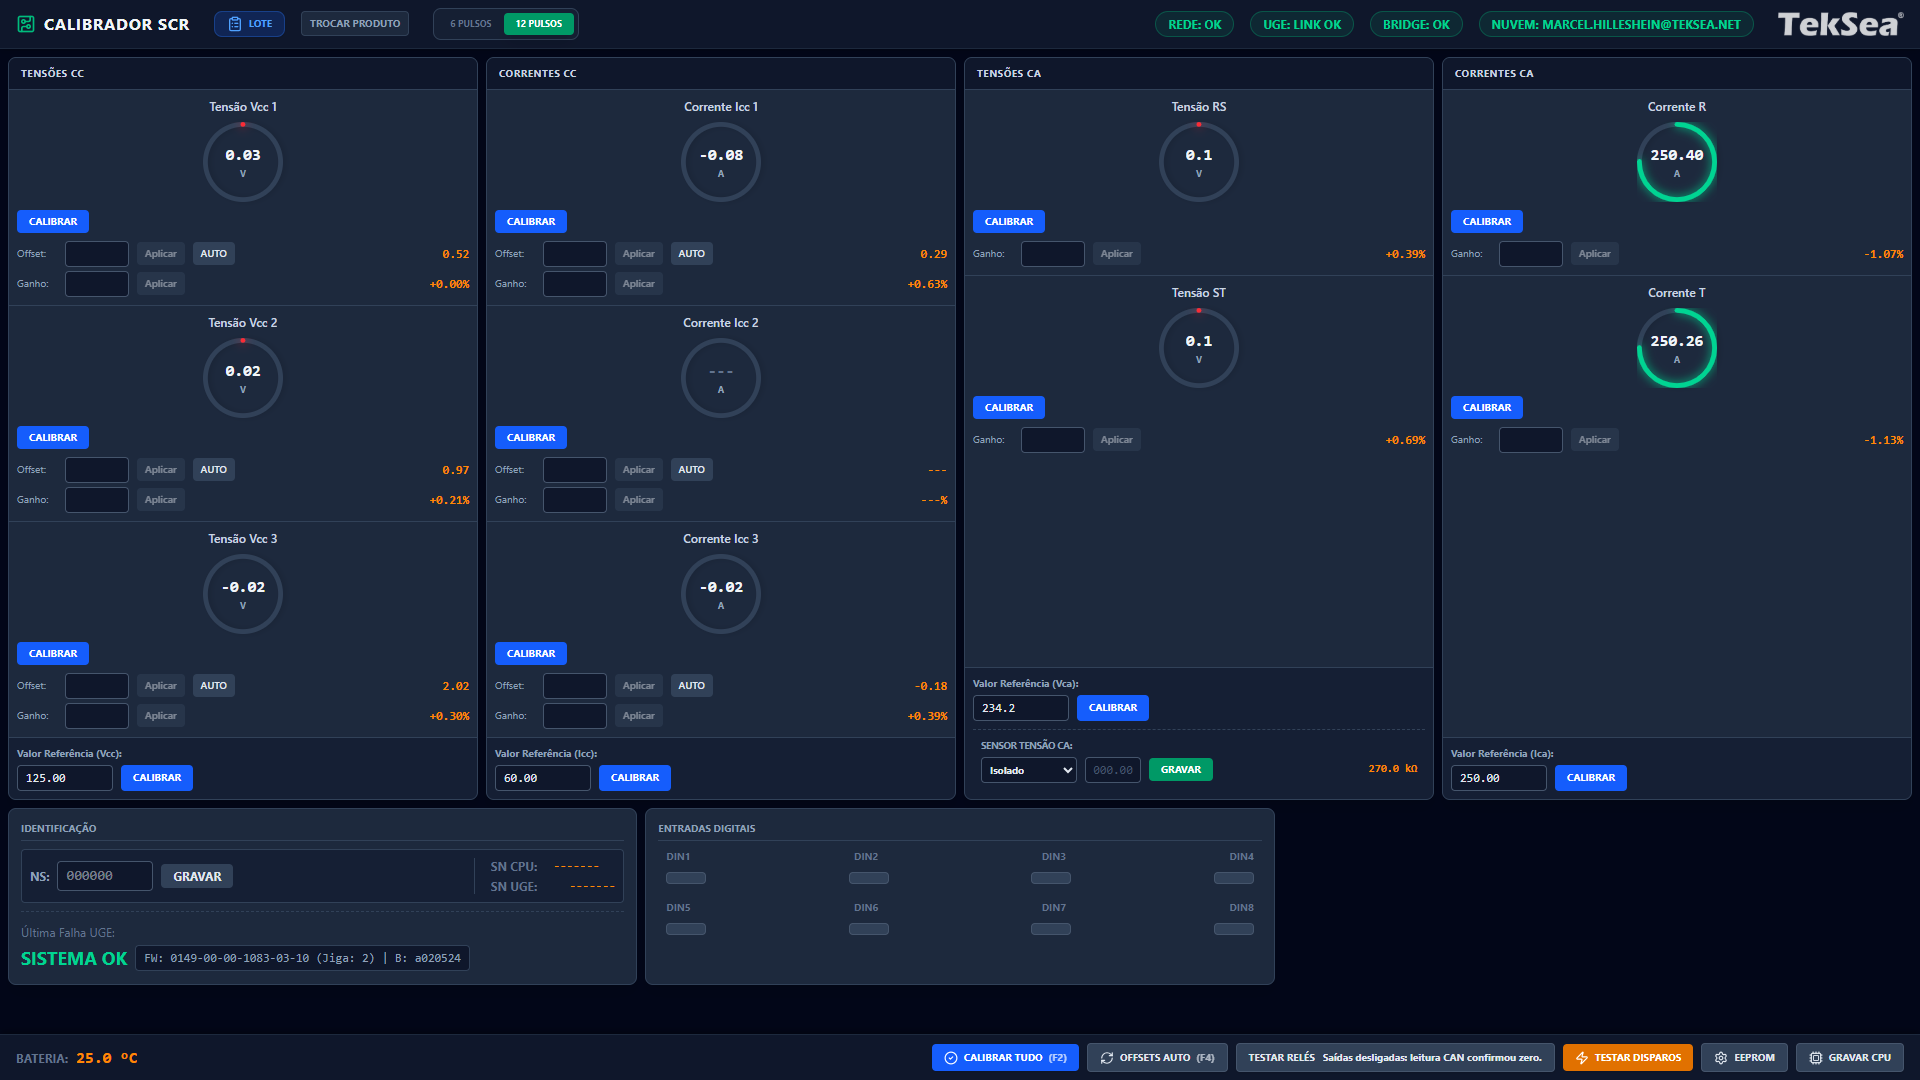 CALIBRADOR SCR
LOTE
TROCAR PRODUTO
6 PULSOS
12 PULSOS
REDE: OK
UGE: LINK OK
BRIDGE: OK
NUVEM: MARCEL.HILLESHEIN@TEKSEA.NET
TekSea®
TENSÕES CC
Tensão Vcc 1
0.03
V
CALIBRAR
Offset: Aplicar AUTO 0.52
Ganho: Aplicar +0.00%
Tensão Vcc 2
0.02
V
CALIBRAR
Offset: Aplicar AUTO 0.97
Ganho: Aplicar +0.21%
Tensão Vcc 3
-0.02
V
CALIBRAR
Offset: Aplicar AUTO 2.02
Ganho: Aplicar +0.30%
Valor Referência (Vcc):
125.00 CALIBRAR
CORRENTES CC
Corrente Icc 1
-0.08
A
CALIBRAR
Offset: Aplicar AUTO 0.29
Ganho: Aplicar +0.63%
Corrente Icc 2
---
A
CALIBRAR
Offset: Aplicar AUTO ---
Ganho: Aplicar ---%
Corrente Icc 3
-0.02
A
CALIBRAR
Offset: Aplicar AUTO -0.18
Ganho: Aplicar +0.39%
Valor Referência (Icc):
60.00 CALIBRAR
TENSÕES CA
Tensão RS
0.1
V
CALIBRAR
Ganho: Aplicar +0.39%
Tensão ST
0.1
V
CALIBRAR
Ganho: Aplicar +0.69%
Valor Referência (Vca):
234.2 CALIBRAR
SENSOR TENSÃO CA:
Isolado 000.00 GRAVAR 270.0 kΩ
CORRENTES CA
Corrente R
250.40
A
CALIBRAR
Ganho: Aplicar -1.07%
Corrente T
250.26
A
CALIBRAR
Ganho: Aplicar -1.13%
Valor Referência (Ica):
250.00 CALIBRAR
IDENTIFICAÇÃO
NS: 000000 GRAVAR
SN CPU: -------
SN UGE: -------
Última Falha UGE:
SISTEMA OK FW: 0149-00-00-1083-03-10 (Jiga: 2) | B: a020524
ENTRADAS DIGITAIS
DIN1 DIN2 DIN3 DIN4
DIN5 DIN6 DIN7 DIN8
BATERIA: 25.0 ºC
CALIBRAR TUDO (F2)
OFFSETS AUTO (F4)
TESTAR RELÉS Saídas desligadas: leitura CAN confirmou zero.
TESTAR DISPAROS
EEPROM
GRAVAR CPU